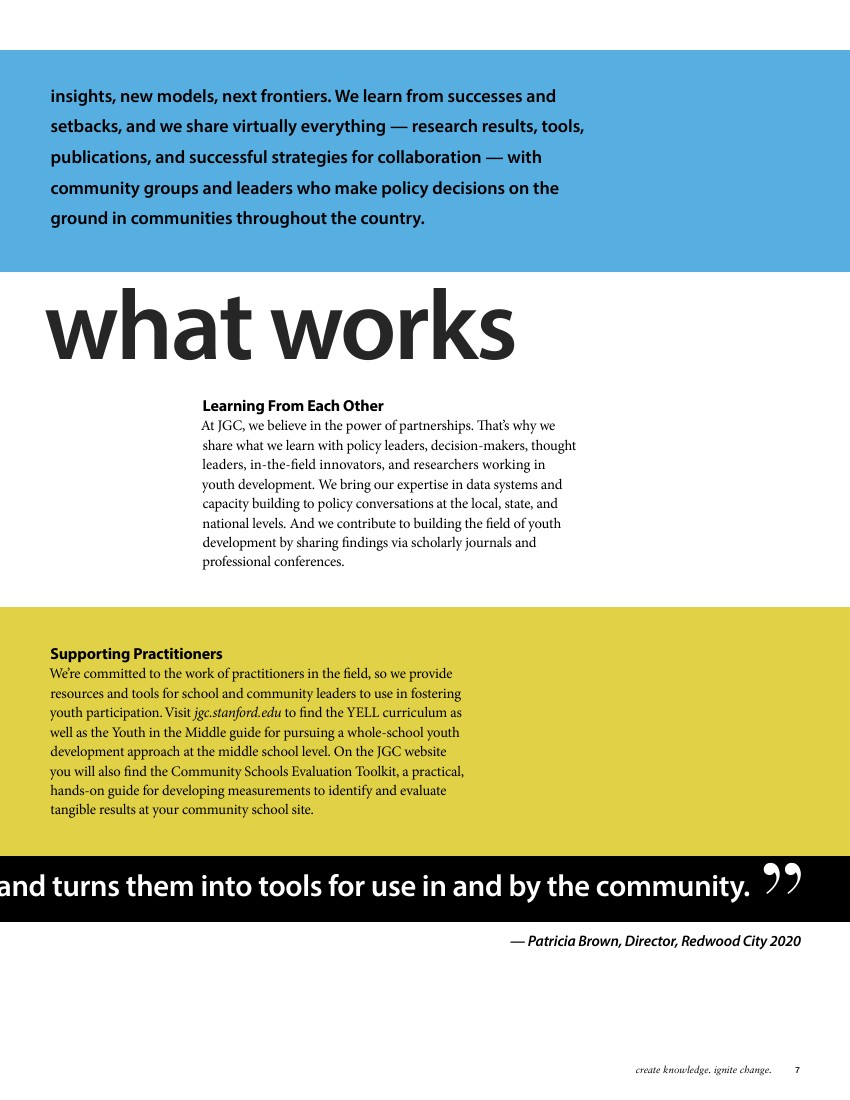 insights, new models, next frontiers. We learn from successes and
setbacks, and we share virtually everything — research results, tools,
publications, and successful strategies for collaboration — with
community groups and leaders who make policy decisions on the
ground in communities throughout the country.
what works
Learning From Each Other
At JGC, we believe in the power of partnerships. That’s why we
share what we learn with policy leaders, decision-makers, thought
leaders, in-the-field innovators, and researchers working in
youth development. We bring our expertise in data systems and
capacity building to policy conversations at the local, state, and
national levels. And we contribute to building the field of youth
development by sharing findings via scholarly journals and
professional conferences.
Supporting Practitioners
We’re committed to the work of practitioners in the field, so we provide
resources and tools for school and community leaders to use in fostering
youth participation. Visit jgc.stanford.edu to find the YELL curriculum as
well as the Youth in the Middle guide for pursuing a whole-school youth
development approach at the middle school level. On the JGC website
you will also find the Community Schools Evaluation Toolkit, a practical,
hands-on guide for developing measurements to identify and evaluate
tangible results at your community school site.
and turns them into tools for use in and by the community. ”
— Patricia Brown, Director, Redwood City 2020
create knowledge. ignite change. 7